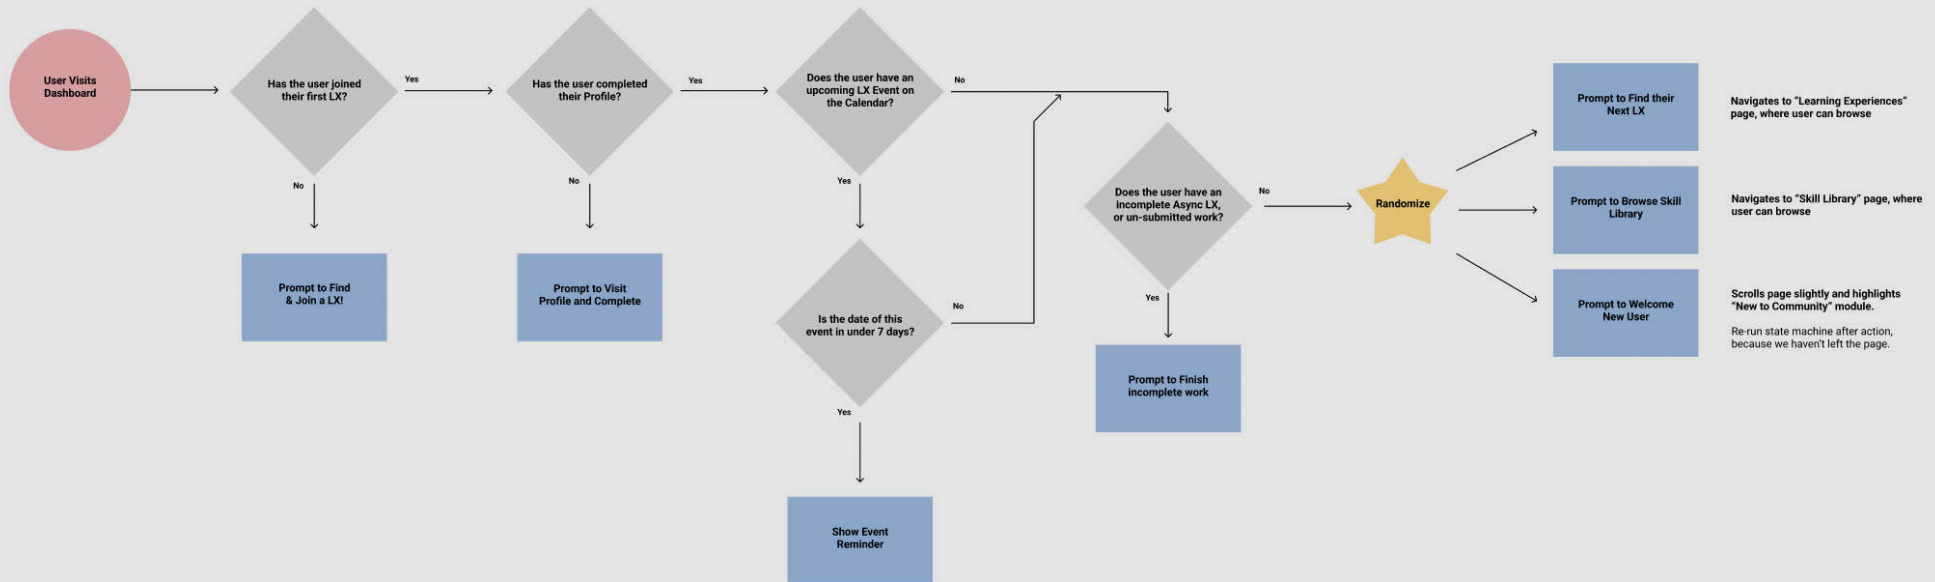 User Visits
Dashboard
Has the user joined
their first LX?
Yes
No
Prompt to Find
& Join a LX!
Has the user completed
their Profile?
Yes
No
Prompt to Visit
Profile and Complete
Does the user have an
upcoming LX Event on
the Calendar?
No
Yes
Is the date of this
event in under 7 days?
No
Yes
Show Event
Reminder
Does the user have an
incomplete Async LX,
or un-submitted work?
No
Yes
Prompt to Finish
incomplete work
Randomize
Prompt to Find their
Next LX
Navigates to “Learning Experiences”
page, where user can browse
Prompt to Browse Skill
Library
Navigates to “Skill Library” page, where
user can browse
Prompt to Welcome
New User
Scrolls page slightly and highlights
“New to Community” module.
Re-run state machine after action,
because we haven’t left the page.